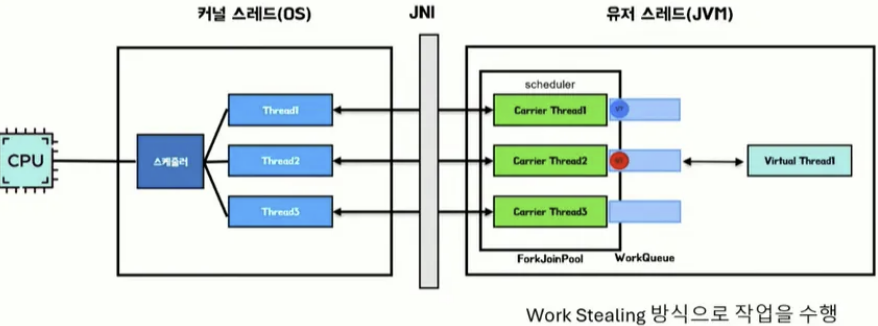 커널 스레드(OS)
JNI
유저 스레드(JVM)
scheduler
Thread1
Carrier Thread1
CPU
스케줄러
Thread2
Carrier Thread2
Virtual Thread1
Thread3
Carrier Thread3
ForkJoinPool
WorkQueue
Work Stealing 방식으로 작업을 수행